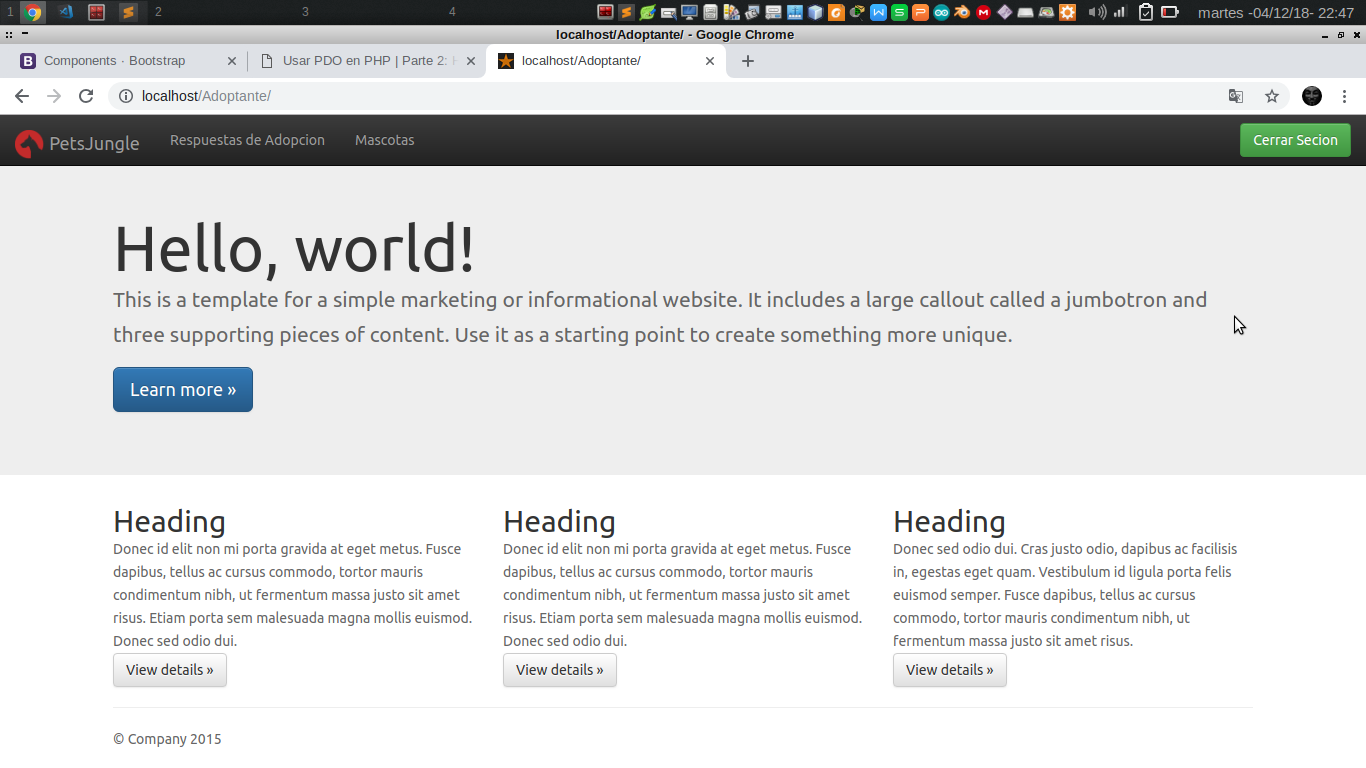 1 2 3 4 martes -04/12/18- 22:47
localhost/Adoptante/ - Google Chrome
Components · Bootstrap Usar PDO en PHP | Parte 2: localhost/Adoptante/
localhost/Adoptante/
PetsJungle Respuestas de Adopcion Mascotas Cerrar Secion
Hello, world!
This is a template for a simple marketing or informational website. It includes a large callout called a jumbotron and
three supporting pieces of content. Use it as a starting point to create something more unique.
Learn more »
Heading
Donec id elit non mi porta gravida at eget metus. Fusce
dapibus, tellus ac cursus commodo, tortor mauris
condimentum nibh, ut fermentum massa justo sit amet
risus. Etiam porta sem malesuada magna mollis euismod.
Donec sed odio dui.
View details »
Heading
Donec id elit non mi porta gravida at eget metus. Fusce
dapibus, tellus ac cursus commodo, tortor mauris
condimentum nibh, ut fermentum massa justo sit amet
risus. Etiam porta sem malesuada magna mollis euismod.
Donec sed odio dui.
View details »
Heading
Donec sed odio dui. Cras justo odio, dapibus ac facilisis
in, egestas eget quam. Vestibulum id ligula porta felis
euismod semper. Fusce dapibus, tellus ac cursus
commodo, tortor mauris condimentum nibh, ut
fermentum massa justo sit amet risus.
View details »
© Company 2015